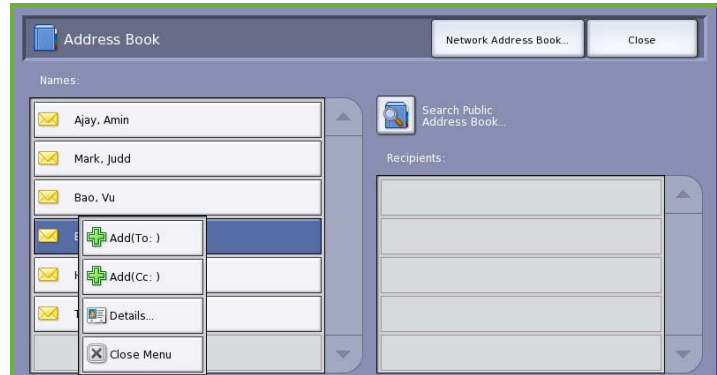 Address Book
Network Address Book...
Close
Names:
Search Public
Address Book...
Ajay, Amin
Mark, Judd
Recipients:
Bao, Vu
Add(To: )
Add(Cc: )
Details...
Close Menu